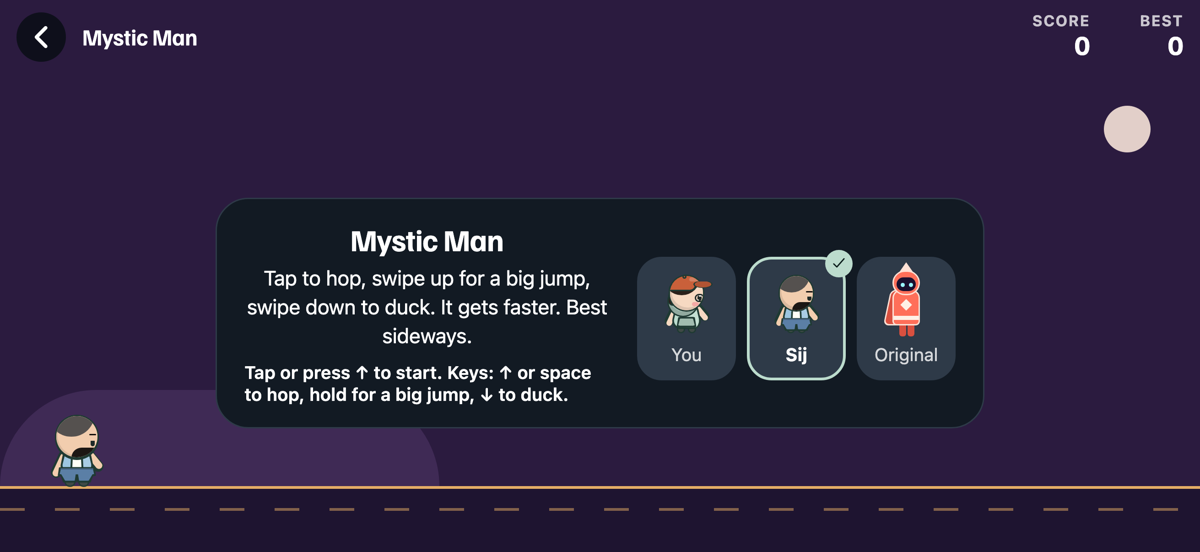 Mystic Man
SCORE
0
BEST
0
Mystic Man
Tap to hop, swipe up for a big jump,
swipe down to duck. It gets faster. Best
sideways.
Tap or press ↑ to start. Keys: ↑ or space
to hop, hold for a big jump, ↓ to duck.
You
Sij
Original